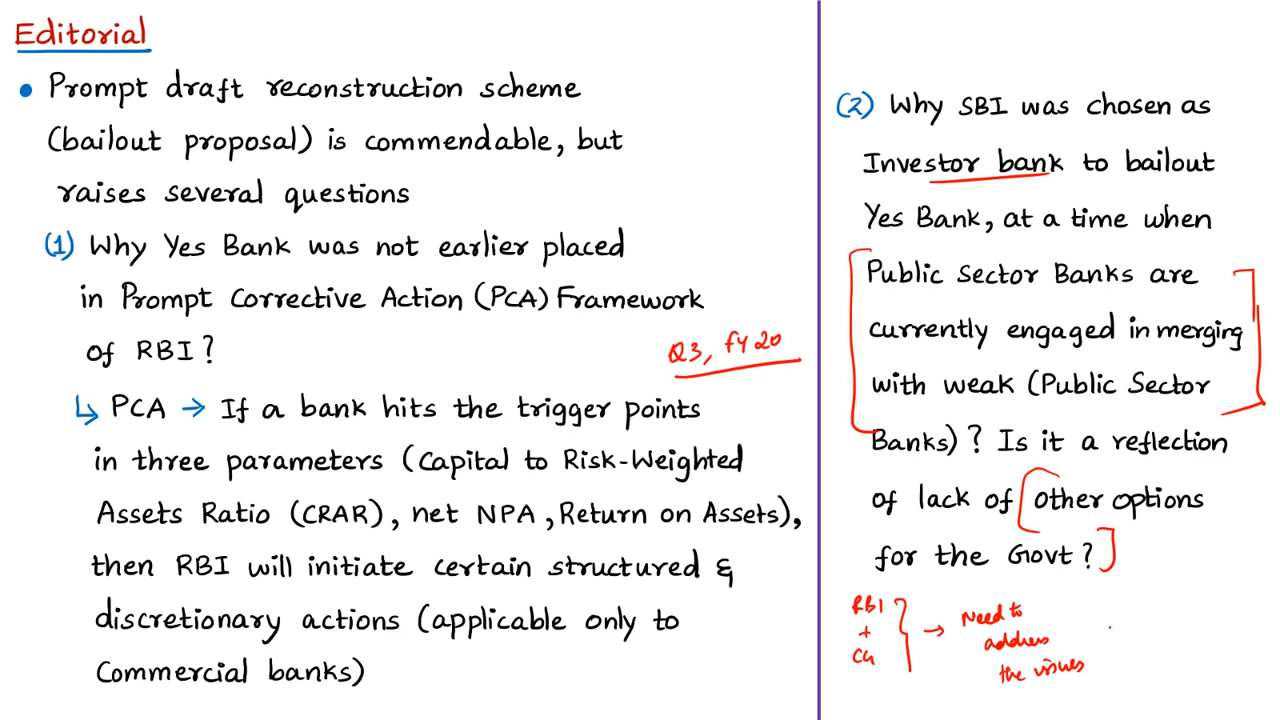 Editorial
• Prompt draft reconstruction scheme
(bailout proposal) is commendable, but
raises several questions
(1) Why Yes Bank was not earlier placed
in Prompt Corrective Action (PCA) Framework
of RBI?
Q3, FY20
↳ PCA → If a bank hits the trigger points
in three parameters (Capital to Risk-Weighted
Assets Ratio (CRAR), net NPA, Return on Assets),
then RBI will initiate certain structured &
discretionary actions (applicable only to
Commercial banks)
(2) Why SBI was chosen as
Investor bank to bailout
Yes Bank, at a time when
Public Sector Banks are
currently engaged in merging
with weak (Public Sector
Banks)? Is it a reflection
of lack of other options
for the Govt?
RBI
+
CG
→ Need to
address
the issues